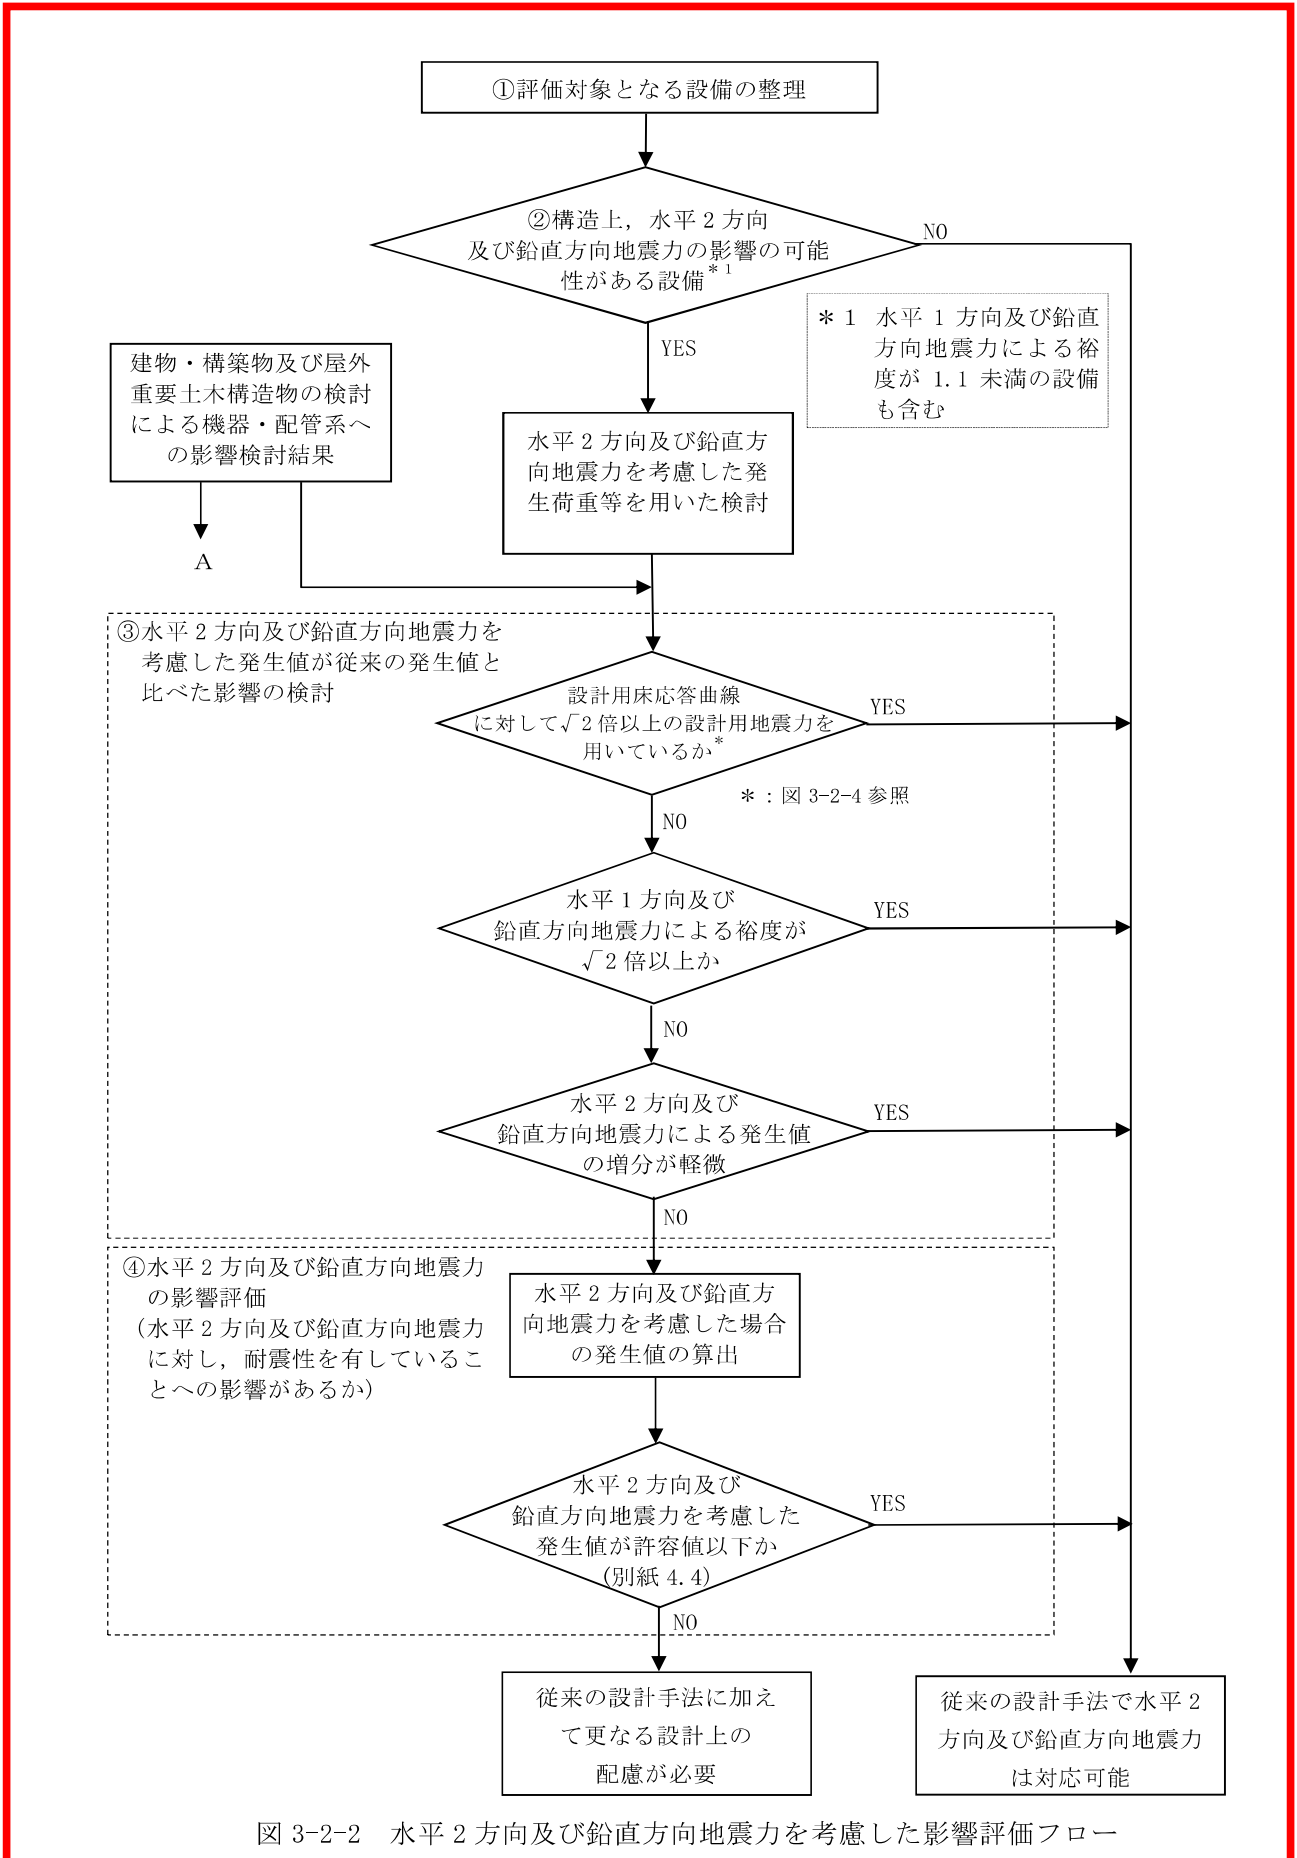 ①評価対象となる設備の整理
②構造上，水平２方向
及び鉛直方向地震力の影響の可能
性がある設備＊１
NO
＊１ 水平１方向及び鉛直
方向地震力による裕
度が 1.1 未満の設備
も含む
YES
建物・構築物及び屋外
重要土木構造物の検討
による機器・配管系へ
の影響検討結果
水平２方向及び鉛直方
向地震力を考慮した発
生荷重等を用いた検討
A
③水平２方向及び鉛直方向地震力を
考慮した発生値が従来の発生値と
比べた影響の検討
設計用床応答曲線
に対して√2 倍以上の設計用地震力を
用いているか＊
YES
＊：図 3-2-4 参照
NO
水平１方向及び
鉛直方向地震力による裕度が
√2 倍以上か
YES
NO
水平２方向及び
鉛直方向地震力による発生値
の増分が軽微
YES
NO
④水平２方向及び鉛直方向地震力
の影響評価
（水平２方向及び鉛直方向地震力
に対し，耐震性を有しているこ
とへの影響があるか）
水平２方向及び鉛直方
向地震力を考慮した場合
の発生値の算出
水平２方向及び
鉛直方向地震力を考慮した
発生値が許容値以下か
(別紙 4.4)
YES
NO
従来の設計手法に加え
て更なる設計上の
配慮が必要
従来の設計手法で水平２
方向及び鉛直方向地震力
は対応可能
図 3-2-2　水平２方向及び鉛直方向地震力を考慮した影響評価フロー